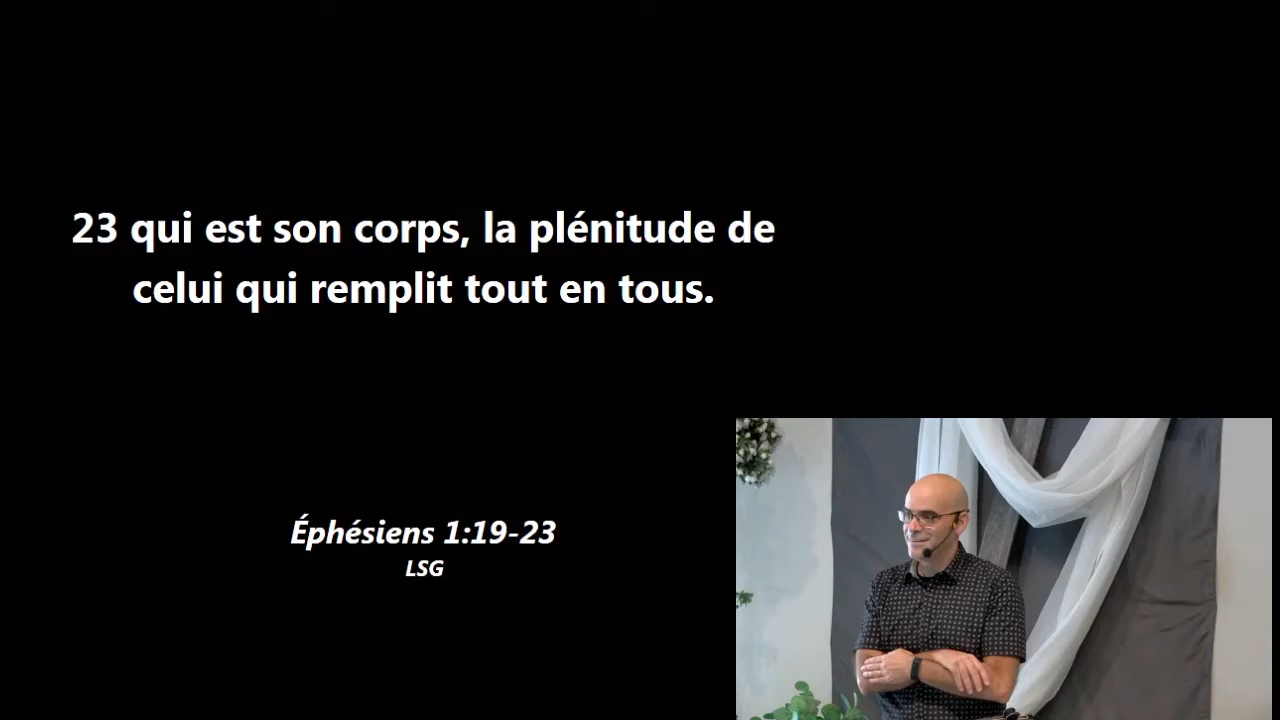 23 qui est son corps, la plénitude de
celui qui remplit tout en tous.
Éphésiens 1:19-23
LSG